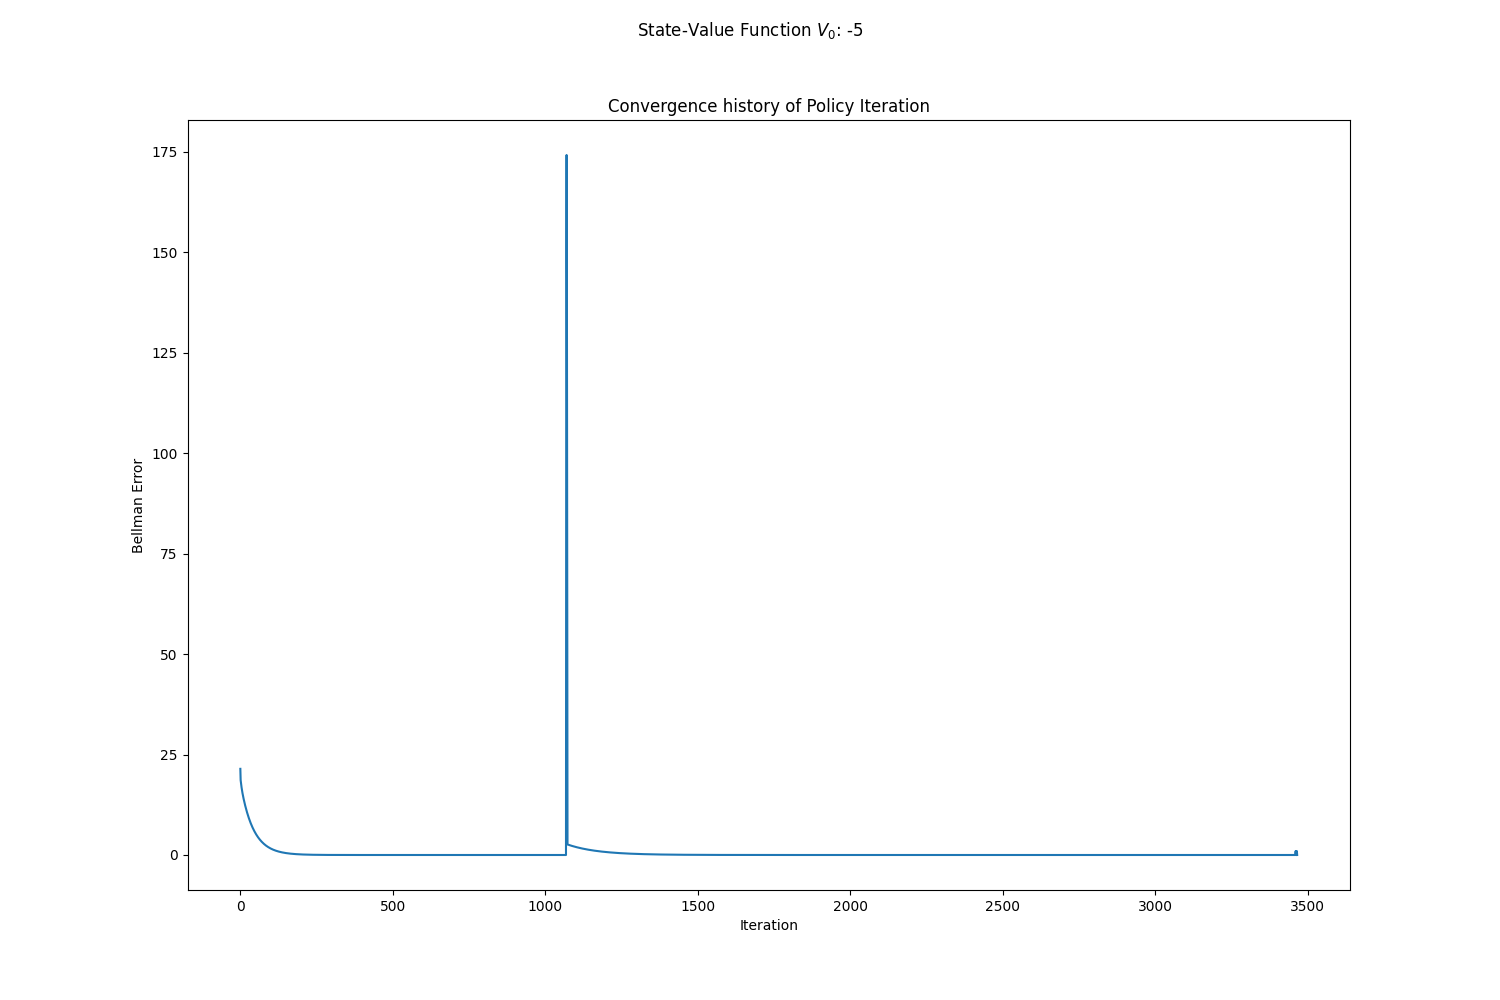 State-Value Function $V_0$: -5
Convergence history of Policy Iteration
175
150
125
100
75
50
25
0
Bellman Error
0 500 1000 1500 2000 2500 3000 3500
Iteration